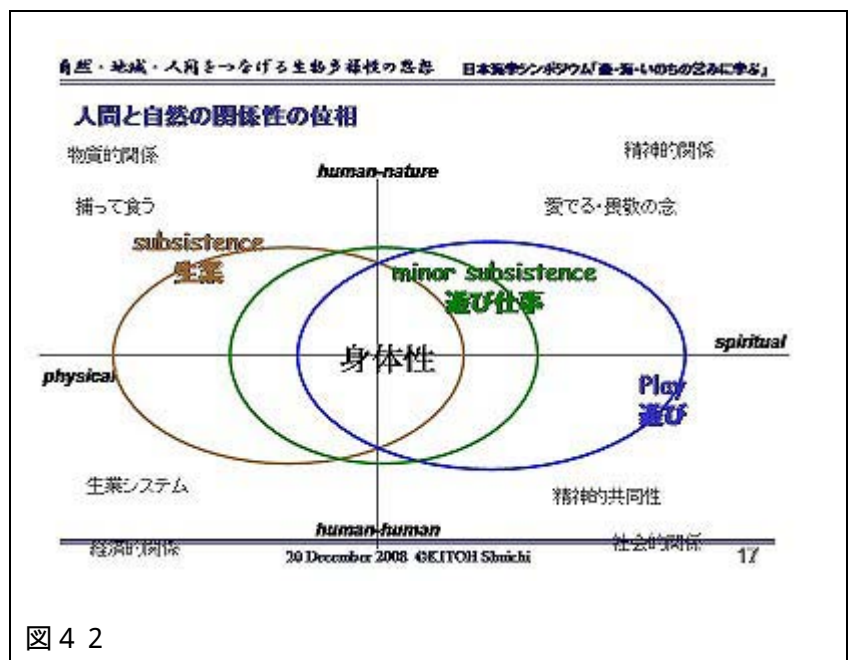 自然・地域・人間をつなげる生物多様性の思想 日本海学シンポジウム「森・海・いのちの営みに学ぶ」
人間と自然の関係性の位相
物質的関係 精神的関係
human-nature
捕って食う 愛でる・畏敬の念
subsistence
生業
minor subsistence
遊び仕事
spiritual
身体性
physical
Play
遊び
生業システム
精神的共同性
human-human
経済的関係 社会的関係
20 December 2008 ©KITOH Shuichi 17
図42